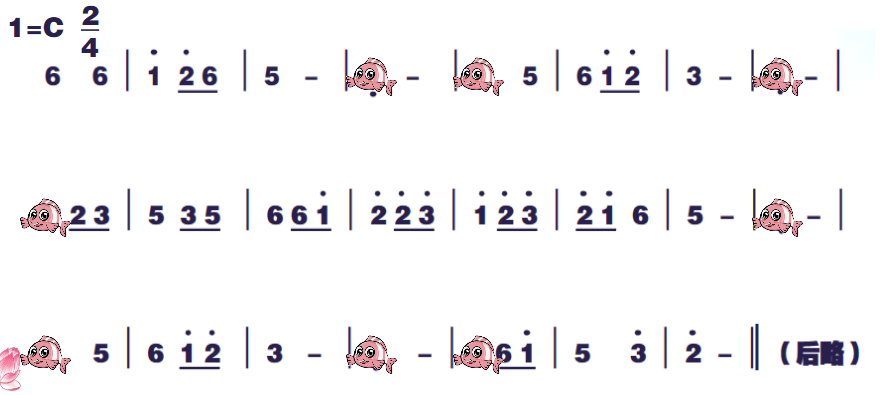 1=C 2/4
6 6 | 1̇ 2̇ 6 | 5 – | – | 5 | 6 1̇ 2̇ | 3 – | – |
2 3 | 5 3 5 | 6 6 1̇ | 2̇ 2̇ 3̇ | 1̇ 2̇ 3̇ | 2̇ 1̇ 6 | 5 – | – |
5 | 6 1̇ 2̇ | 3 – | – | 6 1̇ | 5 3̇ | 2̇ – ‖ (后略)